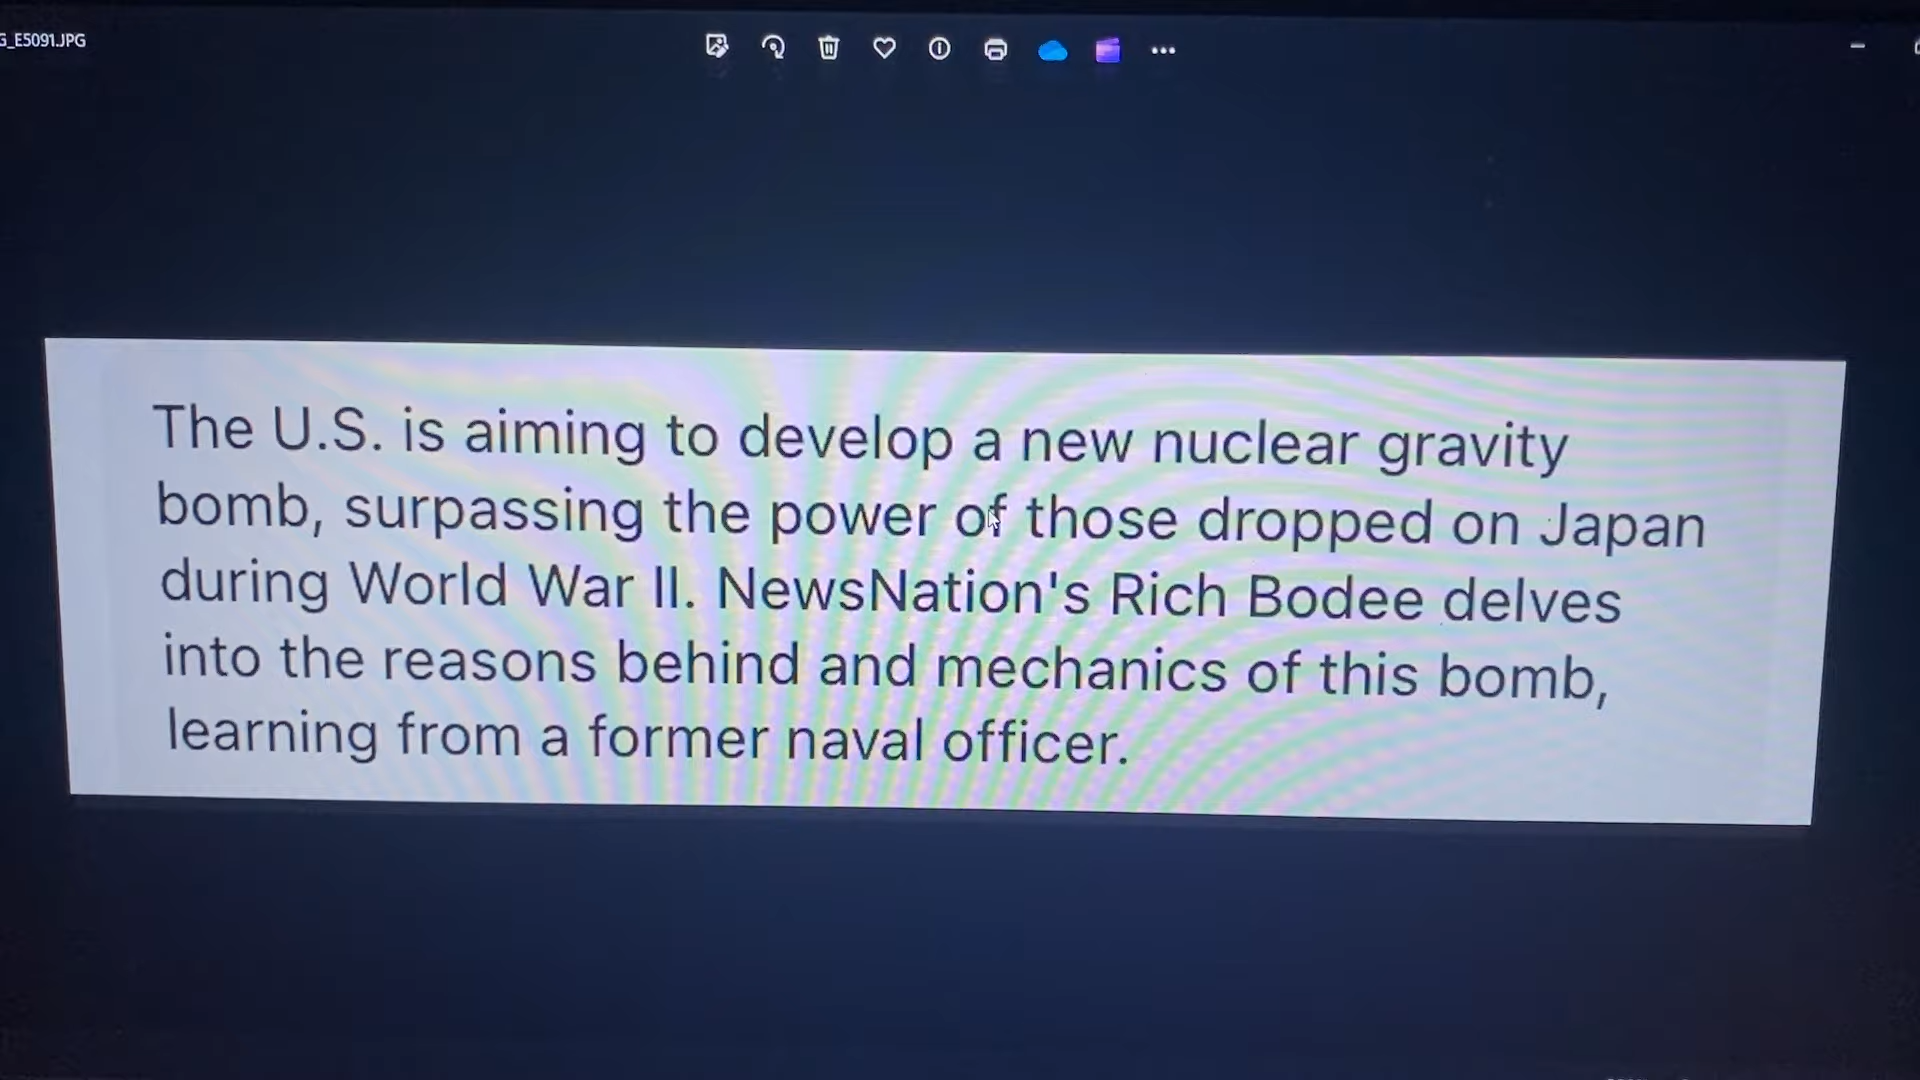 G_E5091.JPG
The U.S. is aiming to develop a new nuclear gravity
bomb, surpassing the power of those dropped on Japan
during World War II. NewsNation's Rich Bodee delves
into the reasons behind and mechanics of this bomb,
learning from a former naval officer.